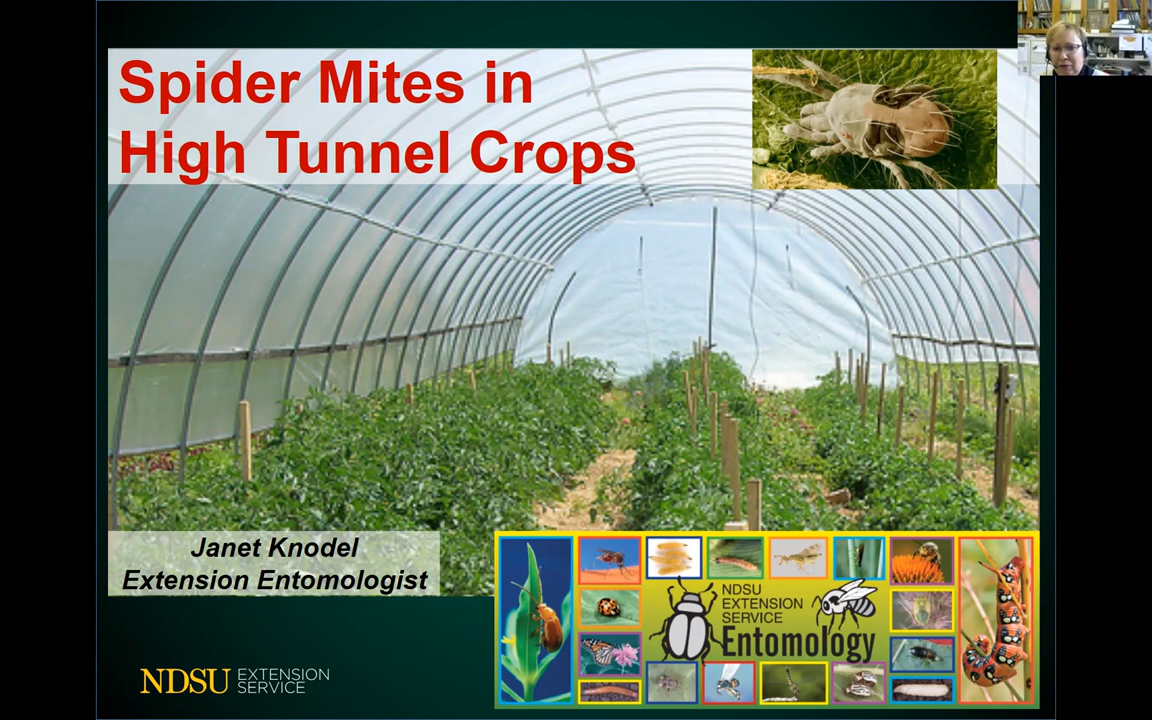 Spider Mites in
High Tunnel Crops
Janet Knodel
Extension Entomologist
NDSU
EXTENSION
SERVICE
Entomology
NDSU EXTENSION
SERVICE